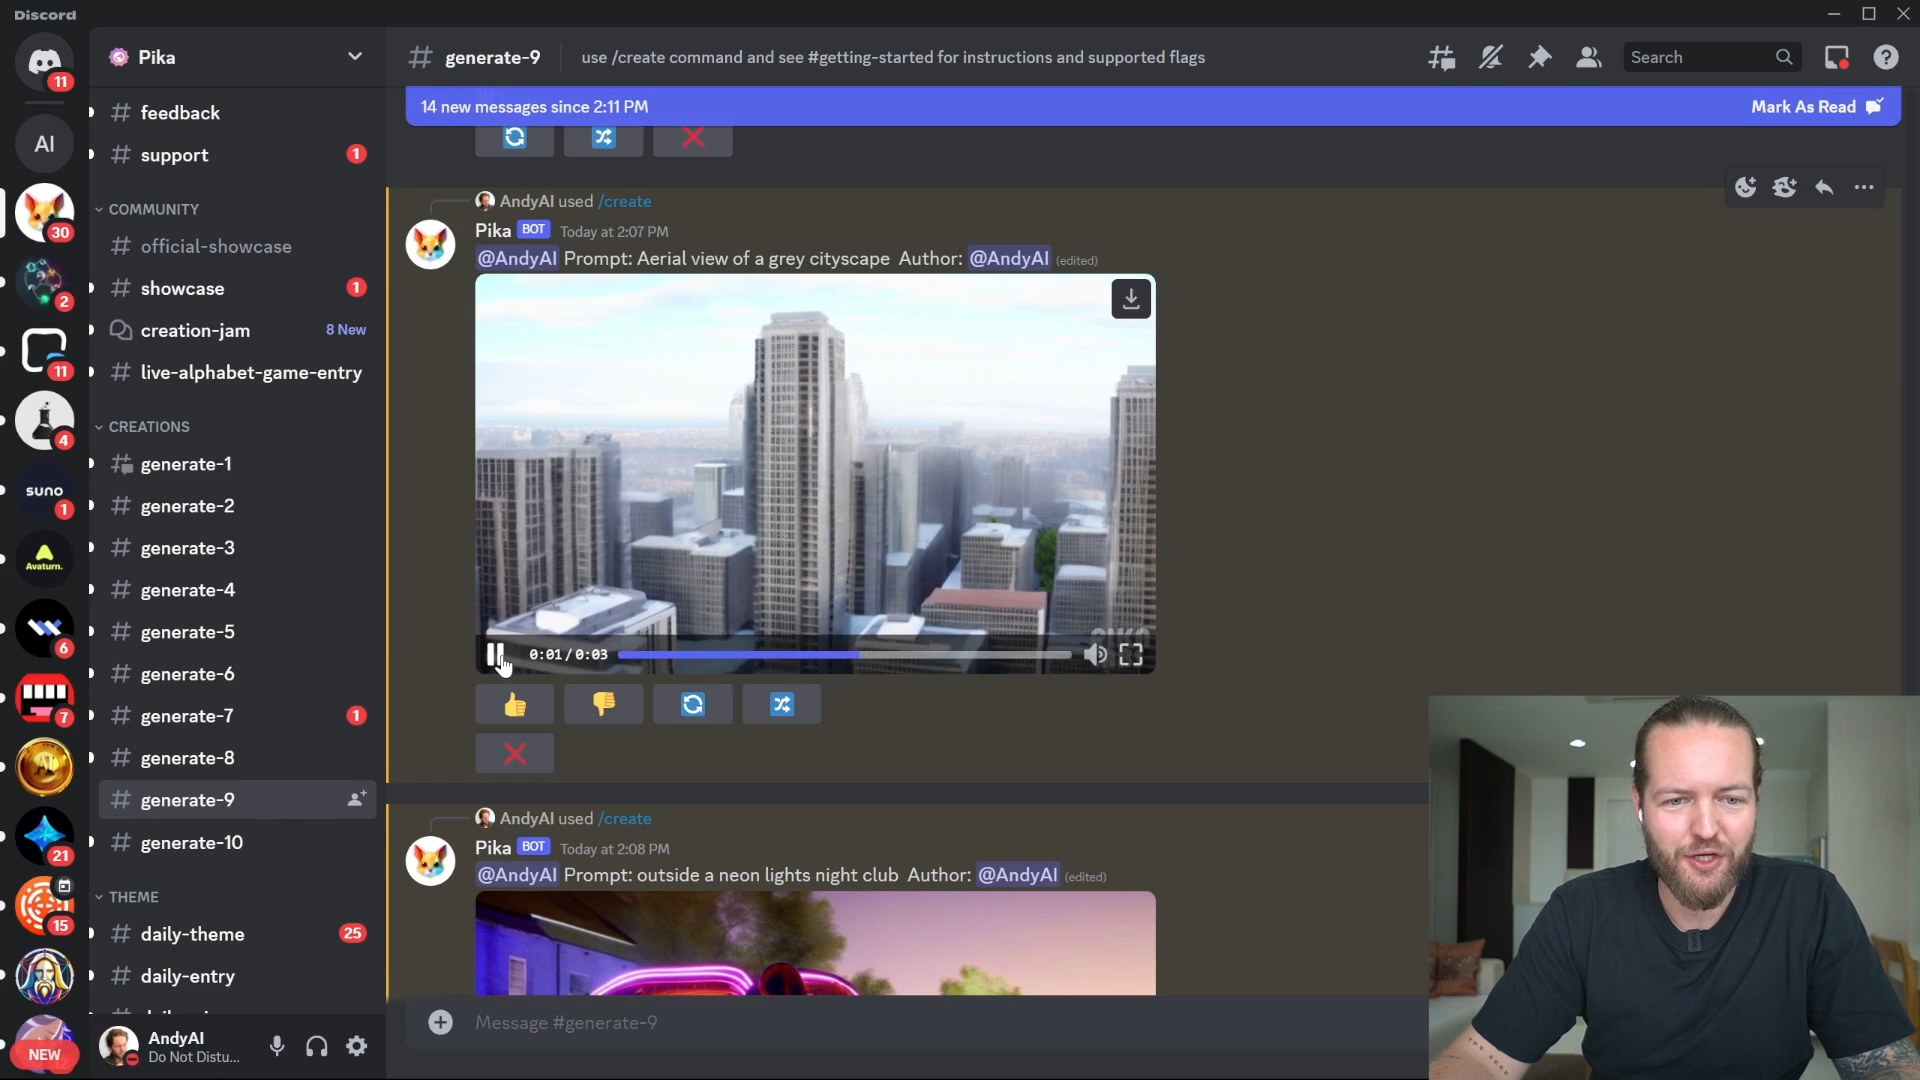 Discord
11
Pika
generate-9
use /create command and see #getting-started for instructions and supported flags
Search
14 new messages since 2:11 PM
Mark As Read
AI
feedback
support
1
30
COMMUNITY
official-showcase
2
showcase
1
creation-jam
8 New
11
live-alphabet-game-entry
4
CREATIONS
generate-1
suno
1
generate-2
generate-3
Avaturn.
generate-4
generate-5
6
generate-6
7
generate-7
1
generate-8
AI
generate-9
21
generate-10
THEME
15
daily-theme
25
daily-entry
NEW
AndyAI
Do Not Distu...
AndyAI used /create
Pika BOT Today at 2:07 PM
@AndyAI Prompt: Aerial view of a grey cityscape Author: @AndyAI (edited)
0:01/0:03
AndyAI used /create
Pika BOT Today at 2:08 PM
@AndyAI Prompt: outside a neon lights night club Author: @AndyAI (edited)
Message #generate-9